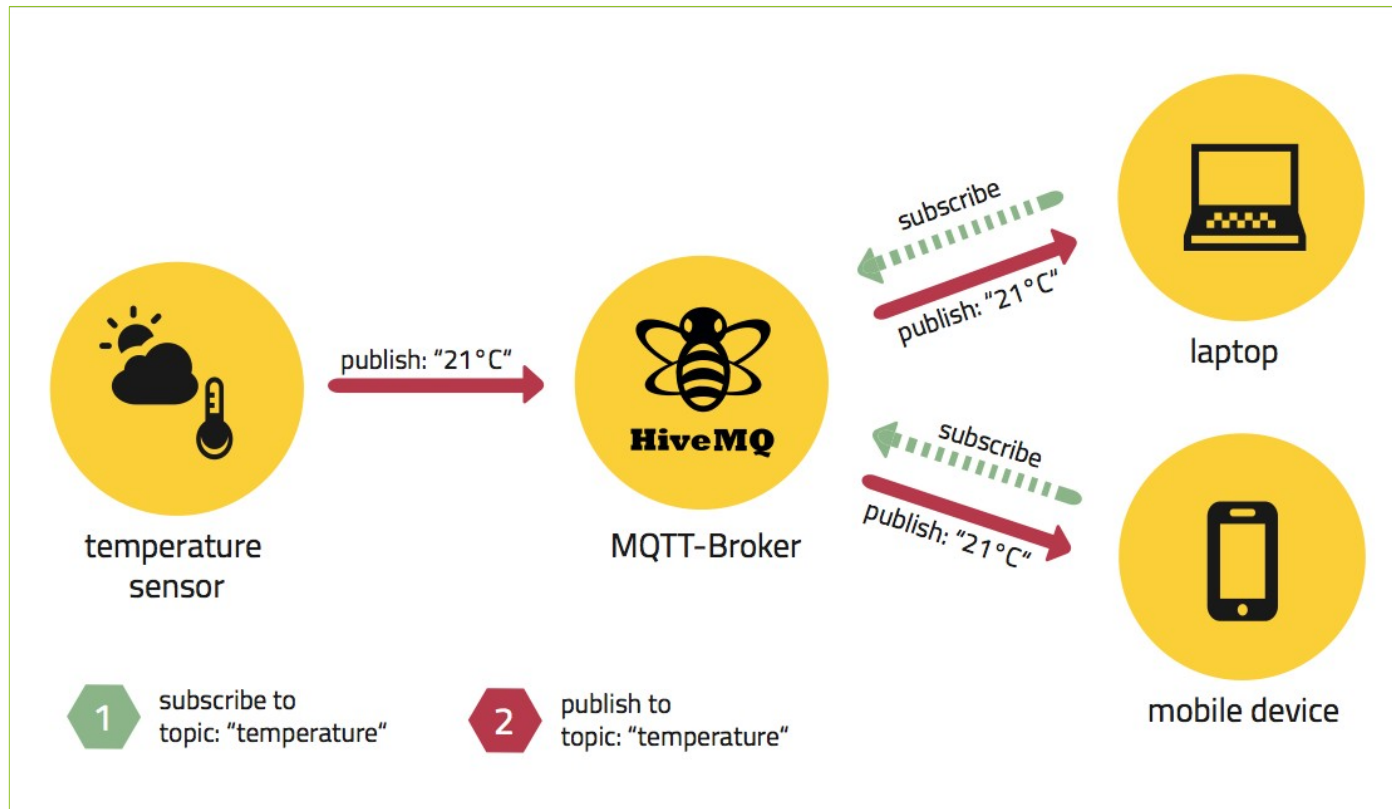 subscribe
publish: “21°C“
laptop
publish: “21°C“
HiveMQ
subscribe
publish: “21°C“
temperature
sensor
MQTT-Broker
mobile device
1
subscribe to
topic: “temperature“
2
publish to
topic: “temperature“